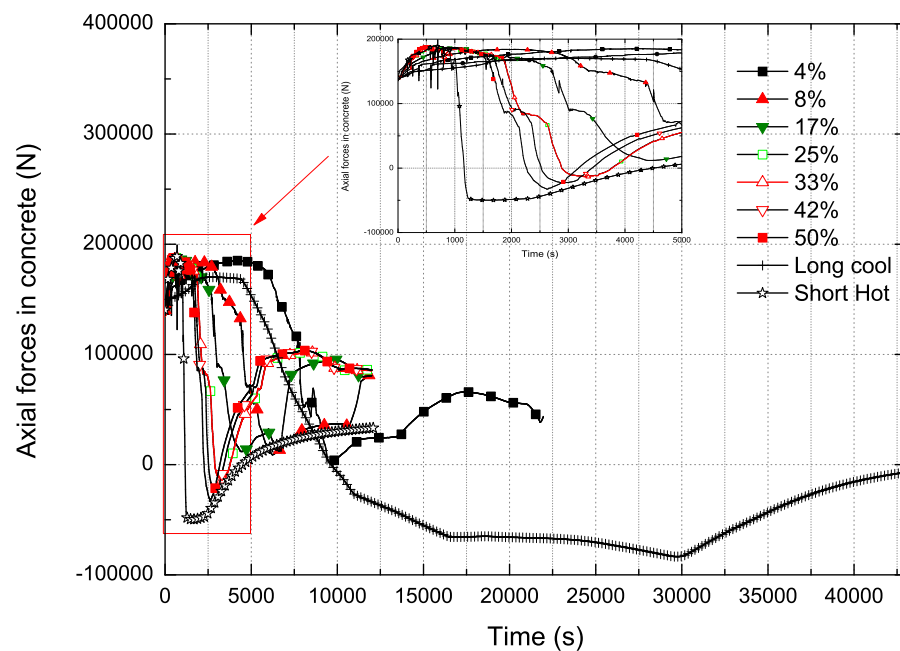 400000
300000
200000
100000
0
-100000
Axial forces in concrete (N)
0 5000 10000 15000 20000 25000 30000 35000 40000
Time (s)
200000
100000
0
-100000
Axial forces in concrete (N)
0 1000 2000 3000 4000 5000
Time (s)
4%
8%
17%
25%
33%
42%
50%
Long cool
Short Hot